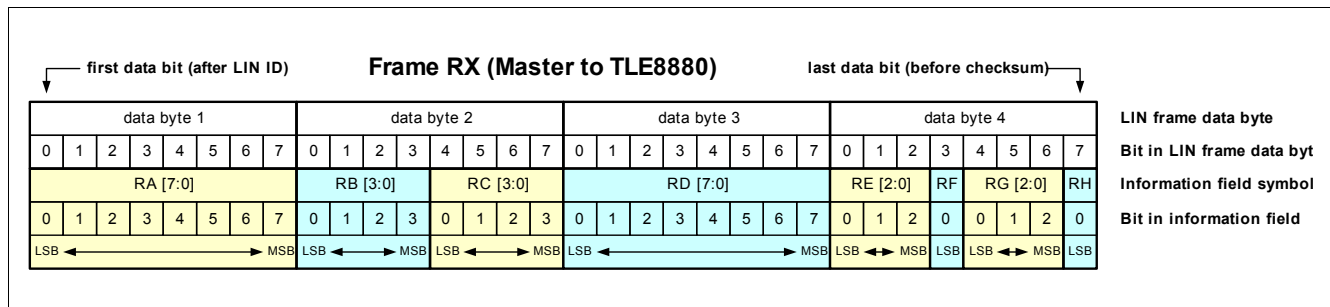 Frame RX (Master to TLE8880)
first data bit (after LIN ID) last data bit (before checksum)
data byte 1 data byte 2 data byte 3 data byte 4 LIN frame data byte
0 1 2 3 4 5 6 7 0 1 2 3 4 5 6 7 0 1 2 3 4 5 6 7 0 1 2 3 4 5 6 7 Bit in LIN frame data byt
RA [7:0] RB [3:0] RC [3:0] RD [7:0] RE [2:0] RF RG [2:0] RH Information field symbol
0 1 2 3 4 5 6 7 0 1 2 3 0 1 2 3 0 1 2 3 4 5 6 7 0 1 2 0 0 1 2 0 Bit in information field
LSB MSB LSB MSB LSB MSB LSB MSB LSB MSB LSB LSB MSB LSB